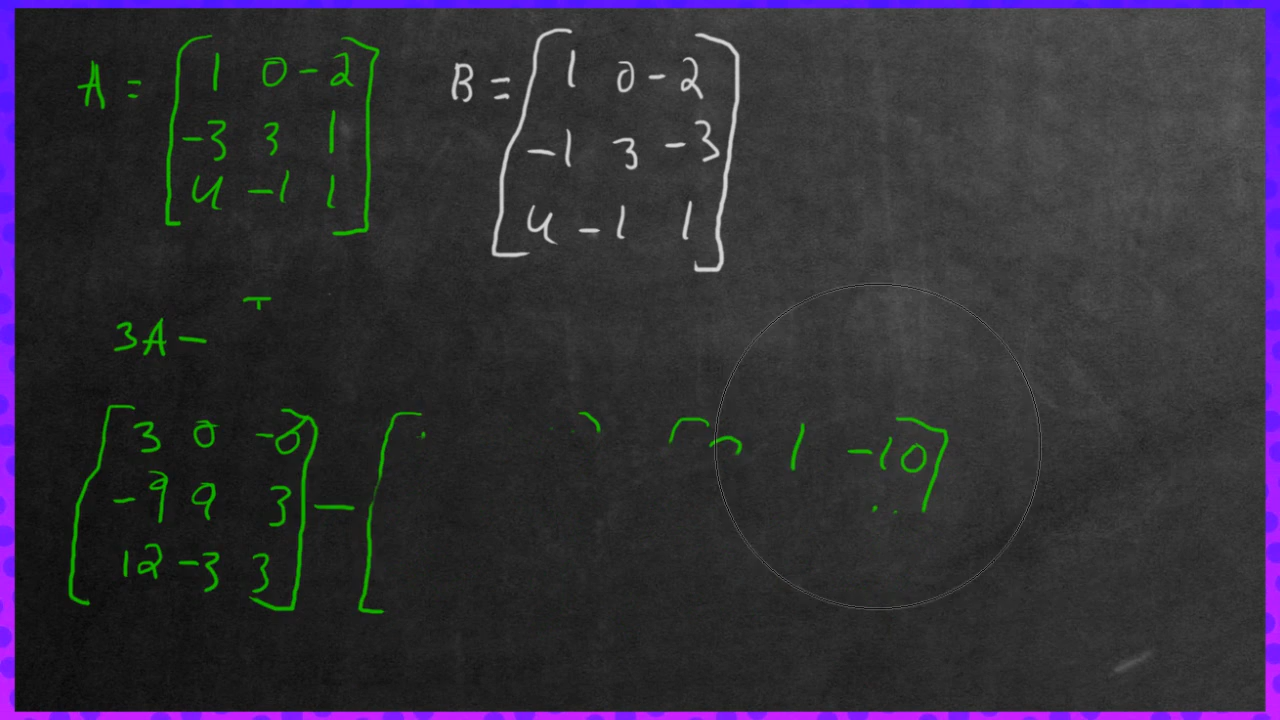 A = [1 0 -2] B = [1 0 -2]
[-3 3 1] [-1 3 -3]
[4 -1 1] [4 -1 1]
T
3A -
[3 0 -0] - [ 1 -10]
[-9 9 3]
[12 -3 3]